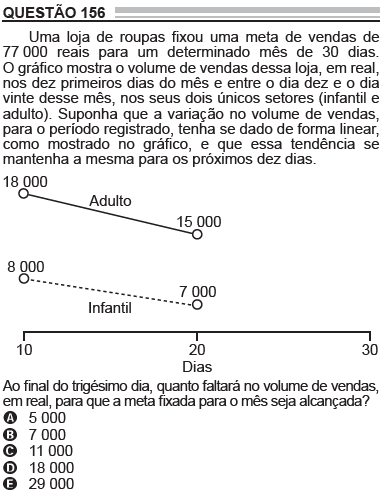 QUESTÃO 156
Uma loja de roupas fixou uma meta de vendas de
77 000 reais para um determinado mês de 30 dias.
O gráfico mostra o volume de vendas dessa loja, em real,
nos dez primeiros dias do mês e entre o dia dez e o dia
vinte desse mês, nos seus dois únicos setores (infantil e
adulto). Suponha que a variação no volume de vendas,
para o período registrado, tenha se dado de forma linear,
como mostrado no gráfico, e que essa tendência se
mantenha a mesma para os próximos dez dias.
18 000
Adulto
15 000
8 000
7 000
Infantil
10 20 30
Dias
Ao final do trigésimo dia, quanto faltará no volume de vendas,
em real, para que a meta fixada para o mês seja alcançada?
A 5 000
B 7 000
C 11 000
D 18 000
E 29 000